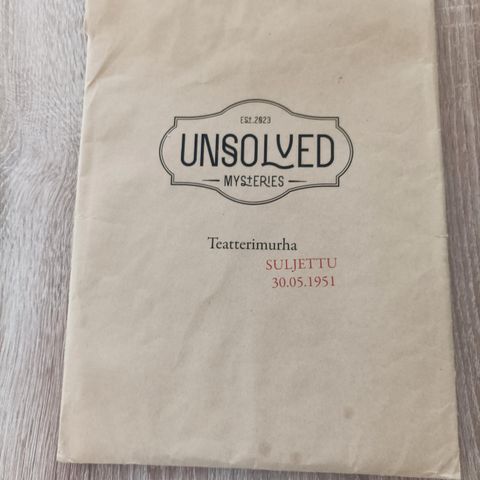 EST.2023
UNSOLVED
MYSTERIES
Teatterimurha
SULJETTU
30.05.1951